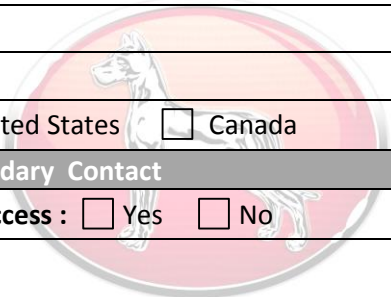 ted States ☐ Canada
dary Contact
ccess : ☐ Yes ☐ No